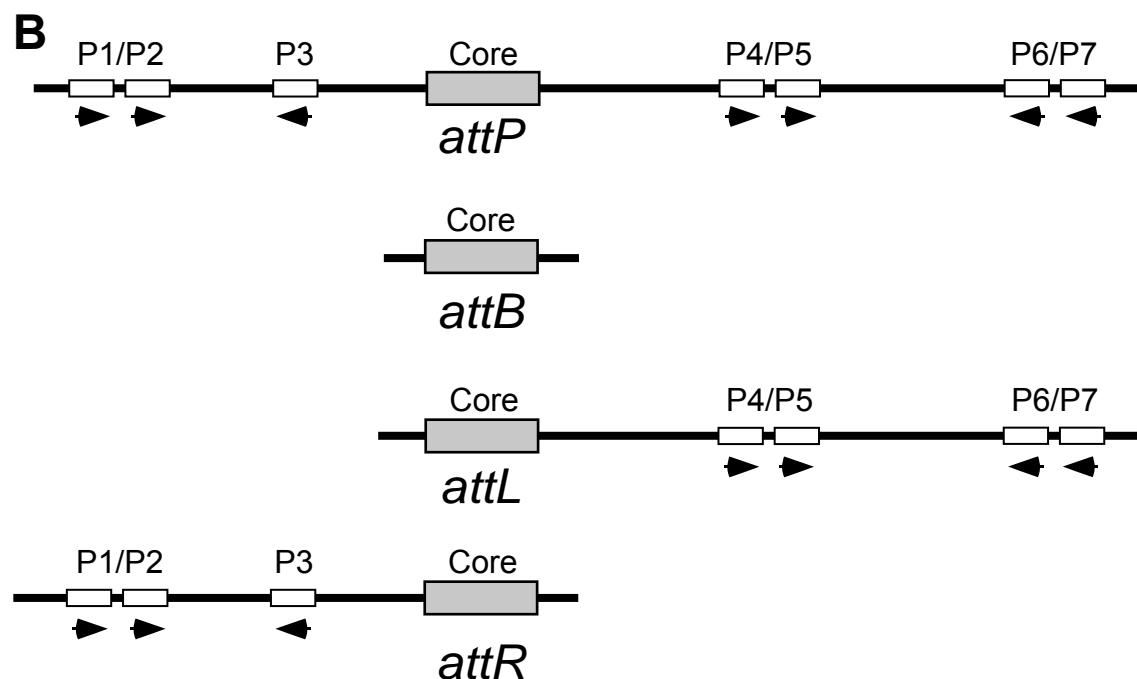 B
P1/P2 P3 Core P4/P5 P6/P7
attP
Core
attB
Core P4/P5 P6/P7
attL
P1/P2 P3 Core
attR